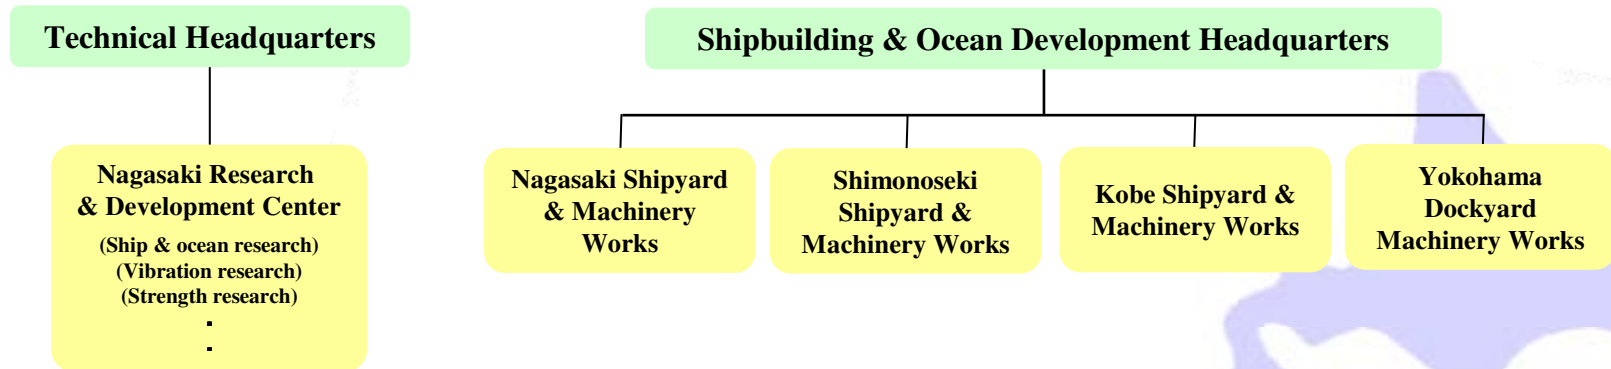 Technical Headquarters
Nagasaki Research
& Development Center
(Ship & ocean research)
(Vibration research)
(Strength research)
.
.
Shipbuilding & Ocean Development Headquarters
Nagasaki Shipyard
& Machinery
Works
Shimonoseki
Shipyard &
Machinery Works
Kobe Shipyard &
Machinery Works
Yokohama
Dockyard
Machinery Works